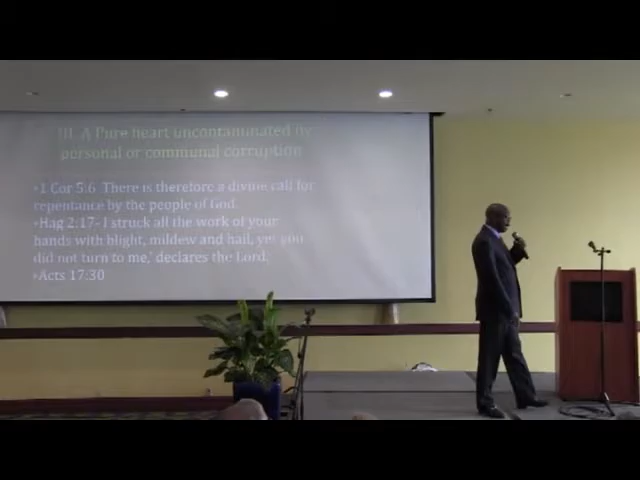 III. A Pure heart uncontaminated by
personal or communal corruption
•1 Cor 5:6 There is therefore a divine call for
repentance by the people of God.
•Hag 2:17- I struck all the work of your
hands with blight, mildew and hail, yet you
did not turn to me,' declares the Lord.
•Acts 17:30